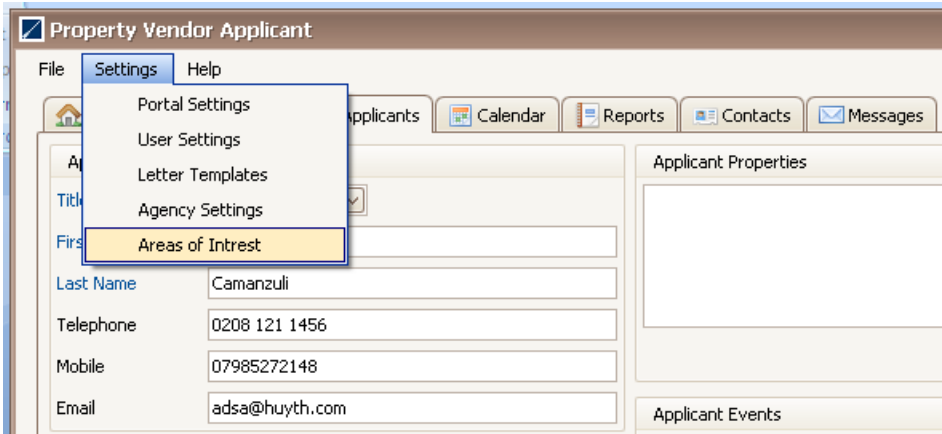 Property Vendor Applicant
File Settings Help
Portal Settings
User Settings
Letter Templates
Agency Settings
Areas of Intrest
Applicants Calendar Reports Contacts Messages
Applicant Properties
Last Name Camanzuli
Telephone 0208 121 1456
Mobile 07985272148
Email adsa@huyth.com
Applicant Events